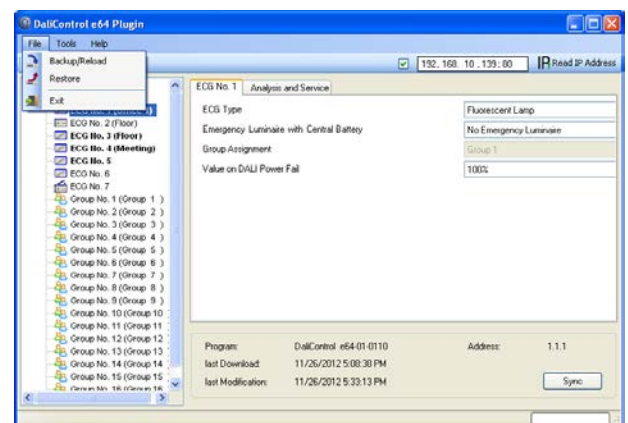 DaliControl e64 Plugin
File Tools Help
Backup/Reload
192. 168. 10 .139: 80
Read IP Address
Restore
Exit
ECG No. 1
Analysis and Service
ECG No. 2 (Floor)
ECG No. 3 (Floor)
ECG No. 4 (Meeting)
ECG No. 5
ECG No. 6
ECG No. 7
Group No. 1 (Group 1 )
Group No. 2 (Group 2 )
Group No. 3 (Group 3 )
Group No. 4 (Group 4 )
Group No. 5 (Group 5 )
Group No. 6 (Group 6 )
Group No. 7 (Group 7 )
Group No. 8 (Group 8 )
Group No. 9 (Group 9 )
Group No. 10 (Group 10
Group No. 11 (Group 11
Group No. 12 (Group 12
Group No. 13 (Group 13
Group No. 14 (Group 14
Group No. 15 (Group 15
Group No. 16 (Group 16
ECG Type
Fluorescent Lamp
Emergency Luminaire with Central Battery
No Emergency Luminaire
Group Assignment
Group 1
Value on DALI Power Fail
100%
Program: DaliControl e64-01-0110
Address: 1.1.1
last Download: 11/26/2012 5:08:38 PM
last Modification: 11/26/2012 5:33:13 PM
Sync